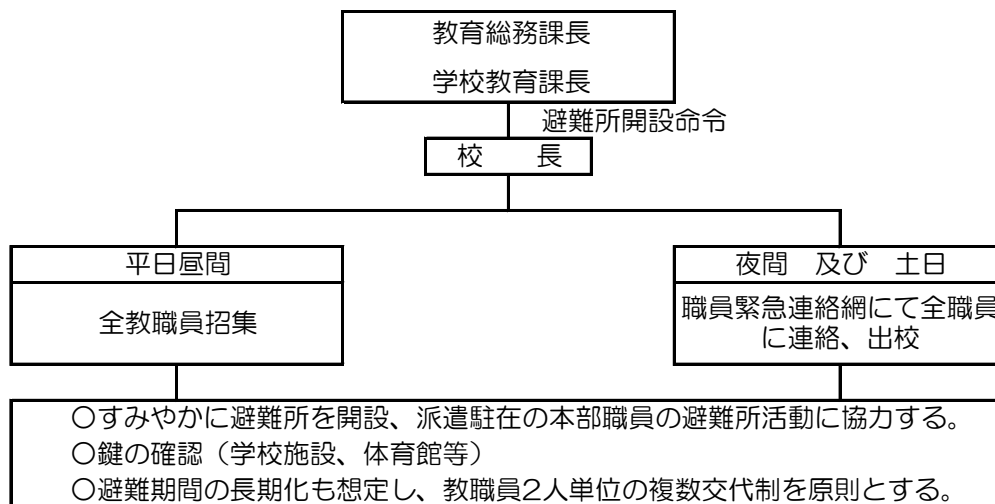 教育総務課長
学校教育課長
避難所開設命令
校　　長
平日昼間
全教職員招集
夜間　及び　土日
職員緊急連絡網にて全職員
に連絡、出校
〇すみやかに避難所を開設、派遣駐在の本部職員の避難所活動に協力する。
〇鍵の確認（学校施設、体育館等）
〇避難期間の長期化も想定し、教職員2人単位の複数交代制を原則とする。